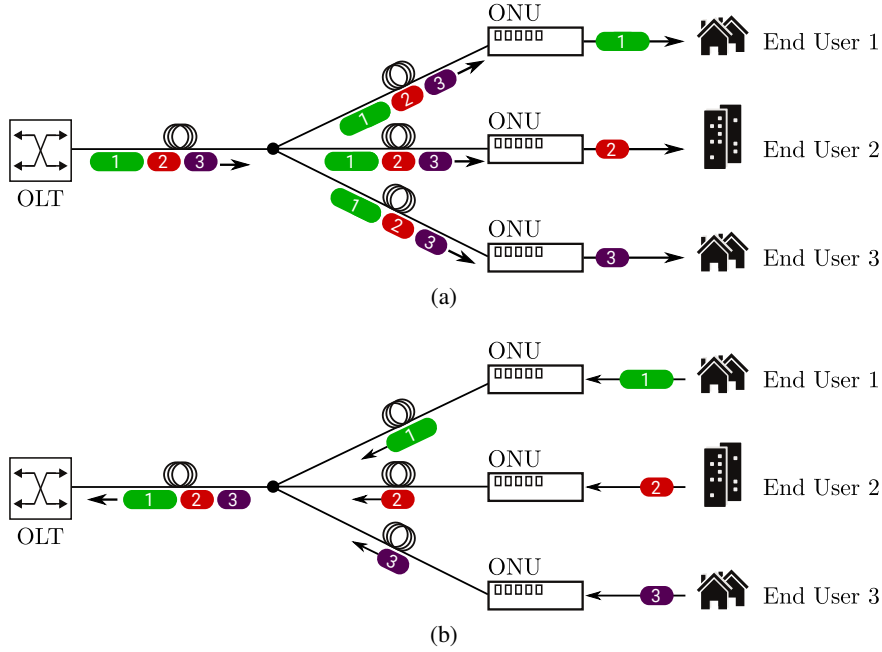 ONU
1
End User 1
3
2
1
ONU
OLT
1 2 3
1 2 3
2
End User 2
1
2
3
ONU
3
End User 3
(a)
ONU
1
End User 1
1
ONU
OLT
1 2 3
2
2
End User 2
3
ONU
3
End User 3
(b)